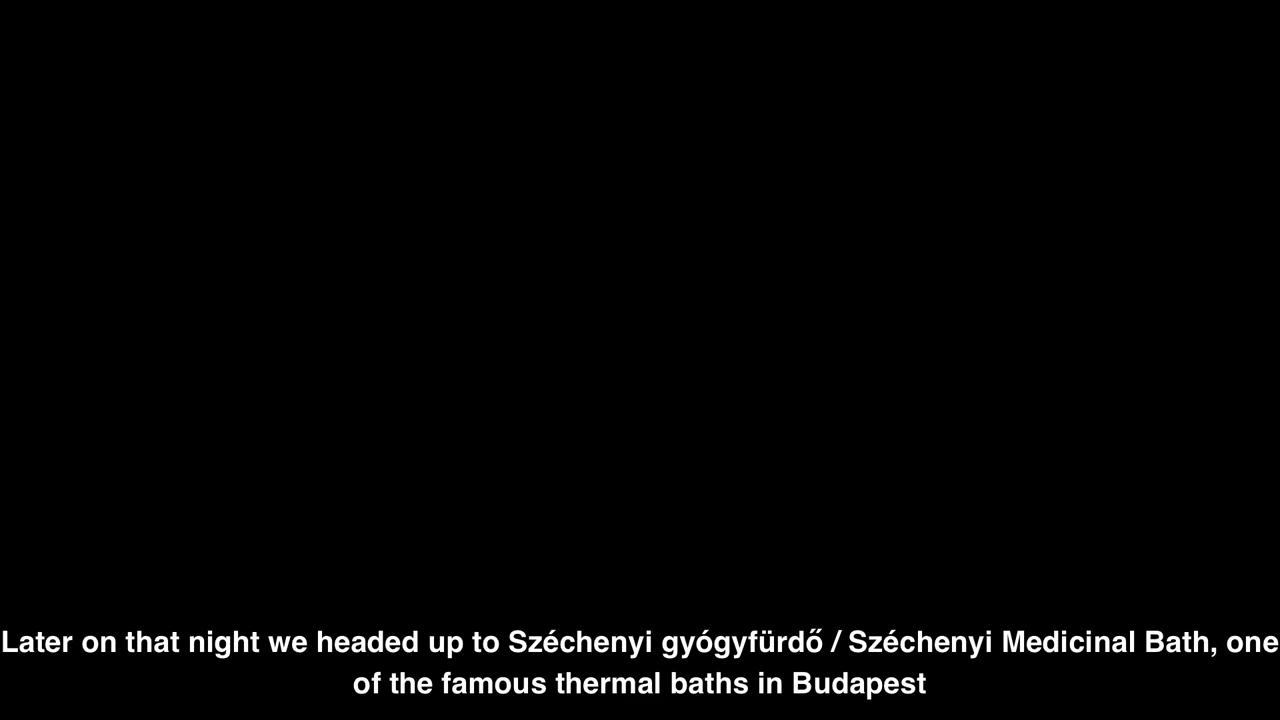 Later on that night we headed up to Széchenyi gyógyfürdő / Széchenyi Medicinal Bath, one
of the famous thermal baths in Budapest